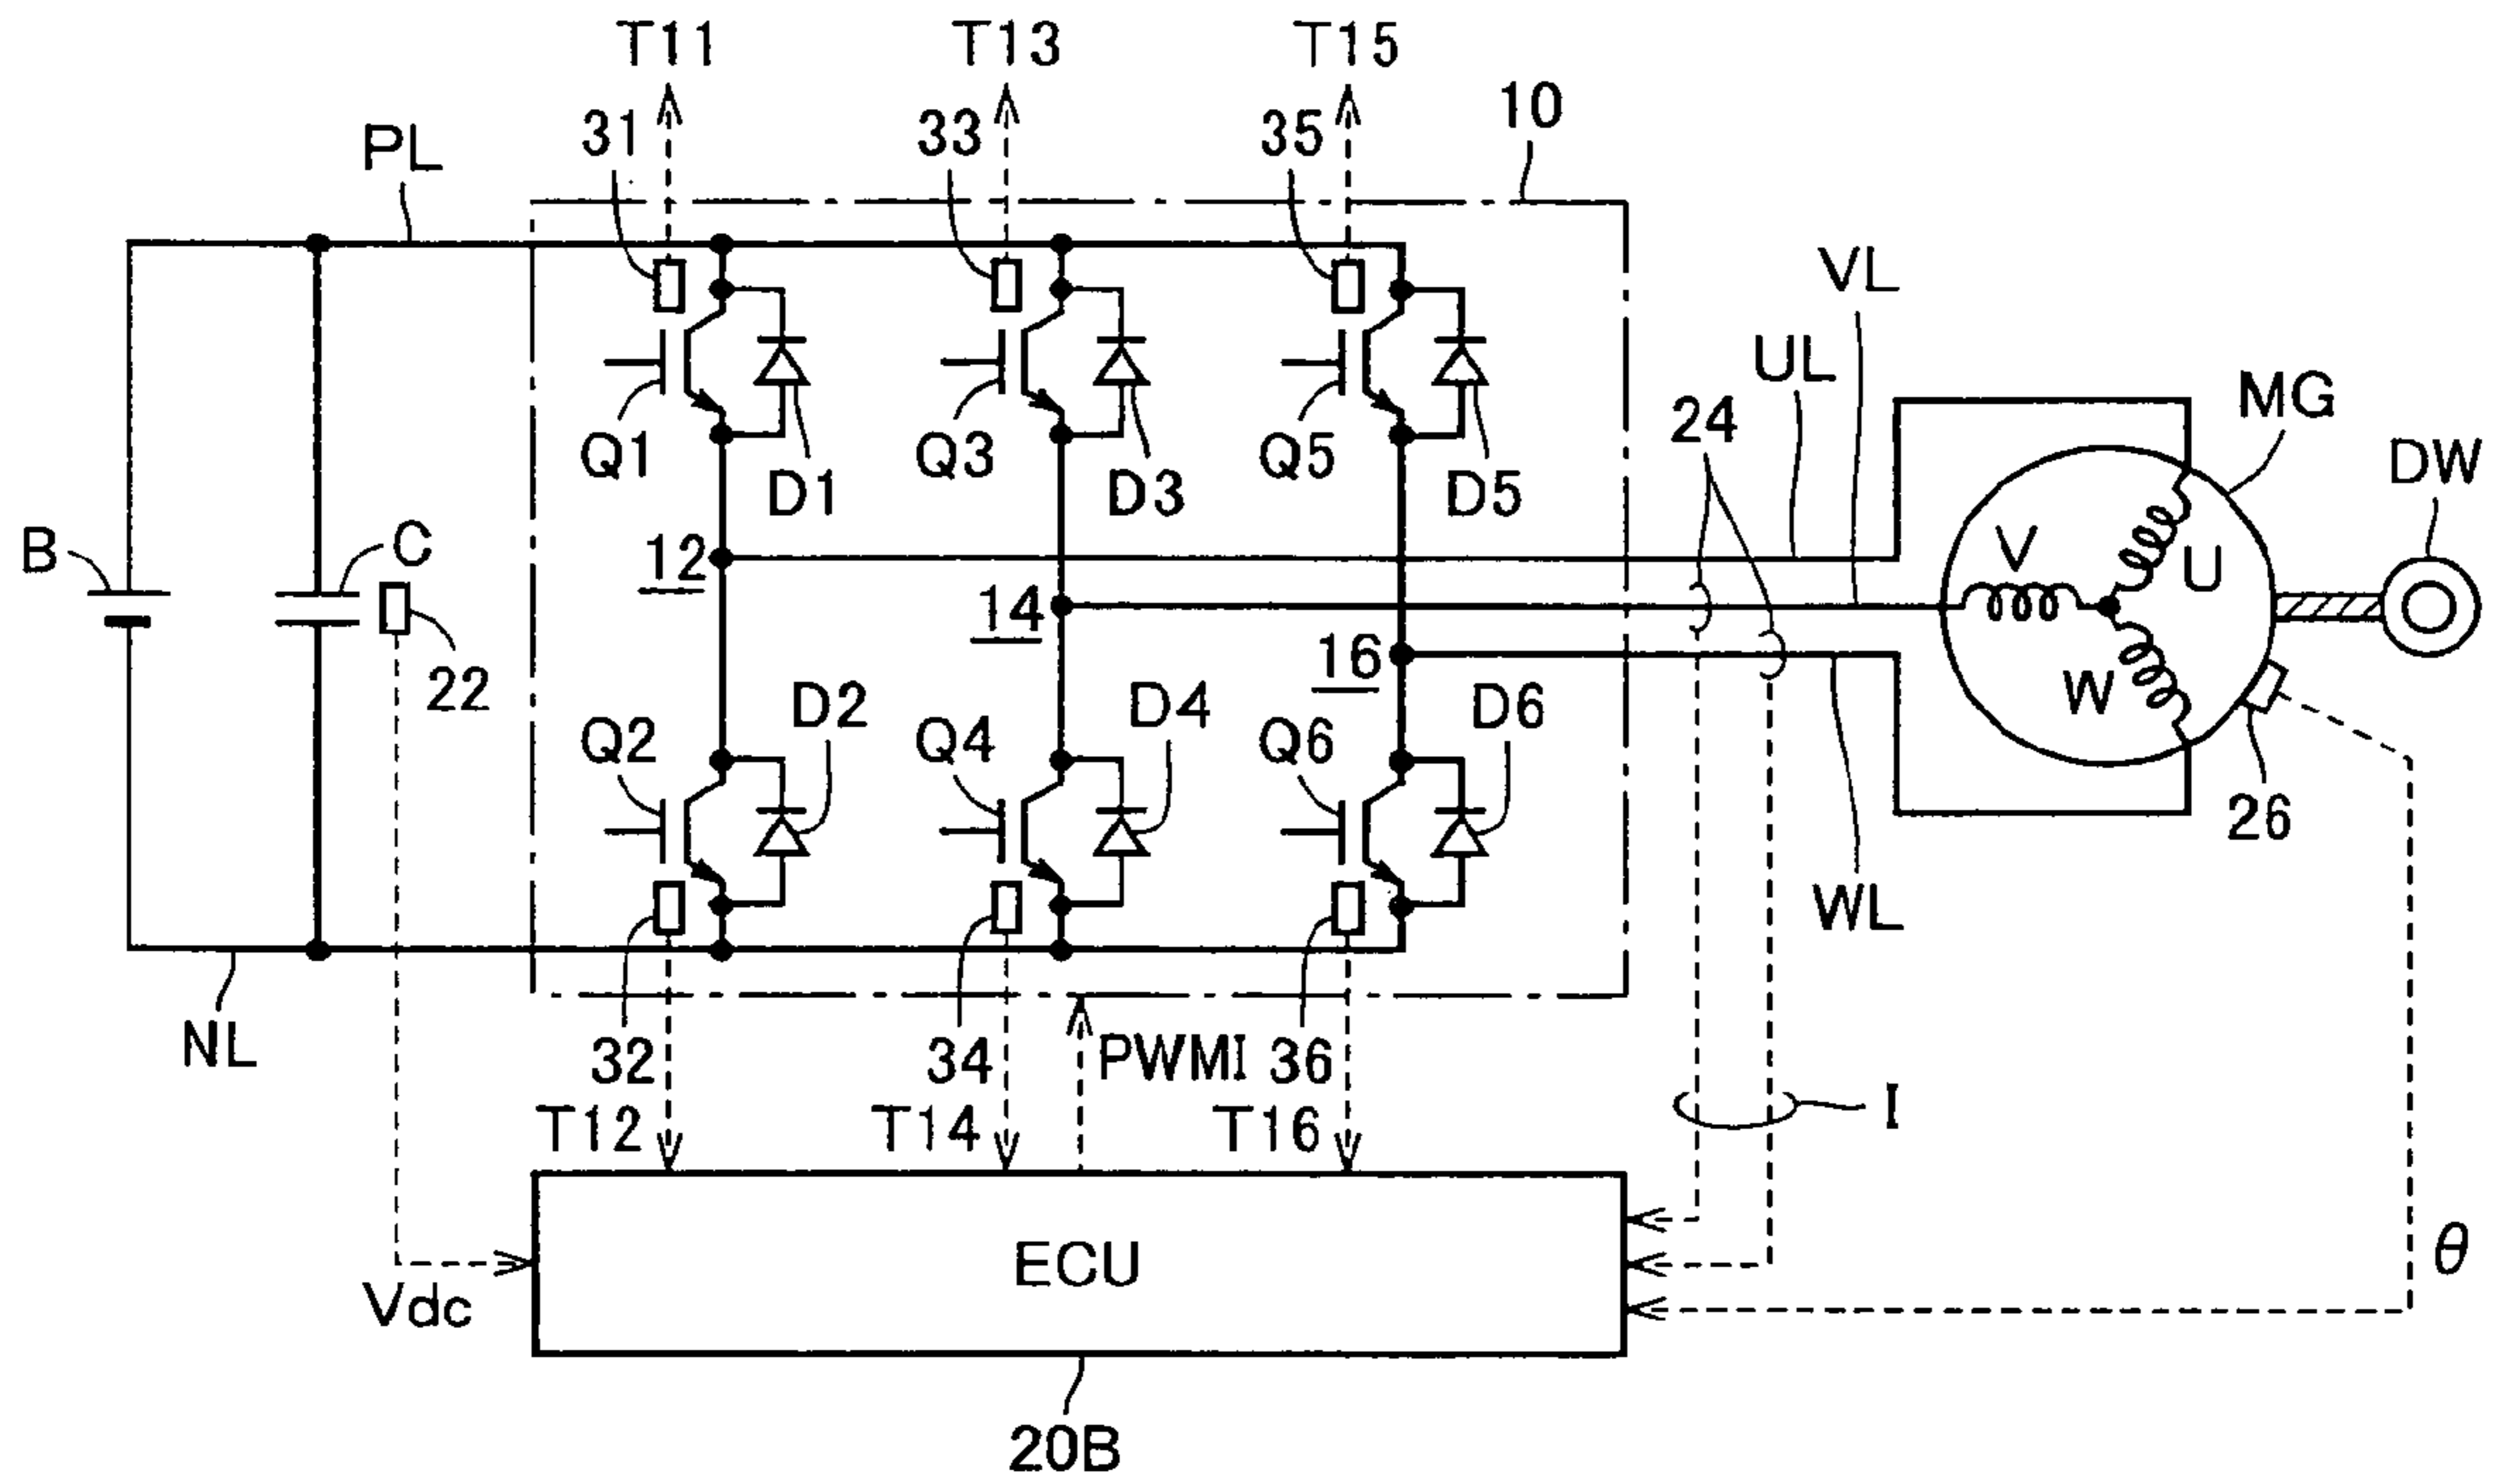 T11 T13 T15
31 33 35 10
PL
VL
UL
MG
24
DW
Q1 Q3 Q5
D1 D3 D5
B C
12
V U
14
16
22
W
D2 D4 D6
Q2 Q4 Q6
26
WL
NL
32 34 PWMI 36
I
T12 T14 T16
θ
ECU
Vdc
20B